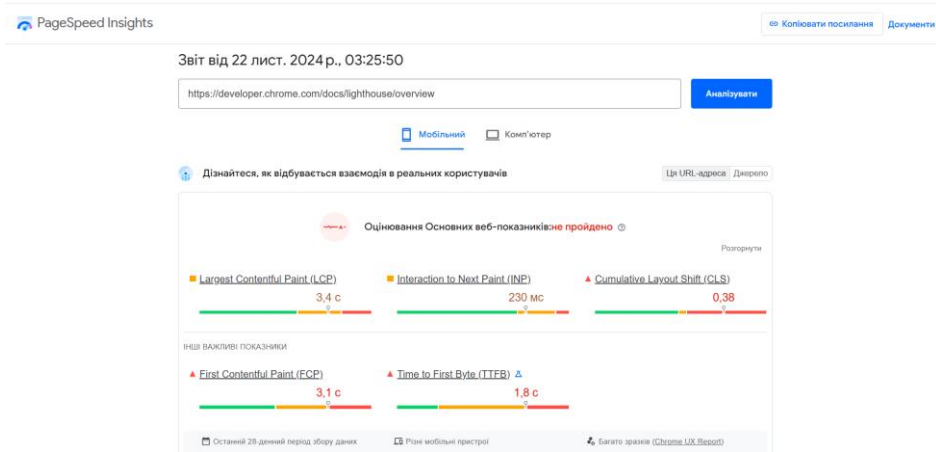 PageSpeed Insights
Копіювати посилання Документи
Звіт від 22 лист. 2024 р., 03:25:50
https://developer.chrome.com/docs/lighthouse/overview Аналізувати
Мобільний Комп'ютер
Дізнайтеся, як відбувається взаємодія в реальних користувачів Ця URL-адреса Джерело
Оцінювання Основних веб-показників:не пройдено
Розгорнути
Largest Contentful Paint (LCP) Interaction to Next Paint (INP) Cumulative Layout Shift (CLS)
3,4 с 230 мс 0,38
ІНШІ ВАЖЛИВІ ПОКАЗНИКИ
First Contentful Paint (FCP) Time to First Byte (TTFB)
3,1 с 1,8 с
Останній 28-денний період збору даних Різні мобільні пристрої Багато зразків (Chrome UX Report)